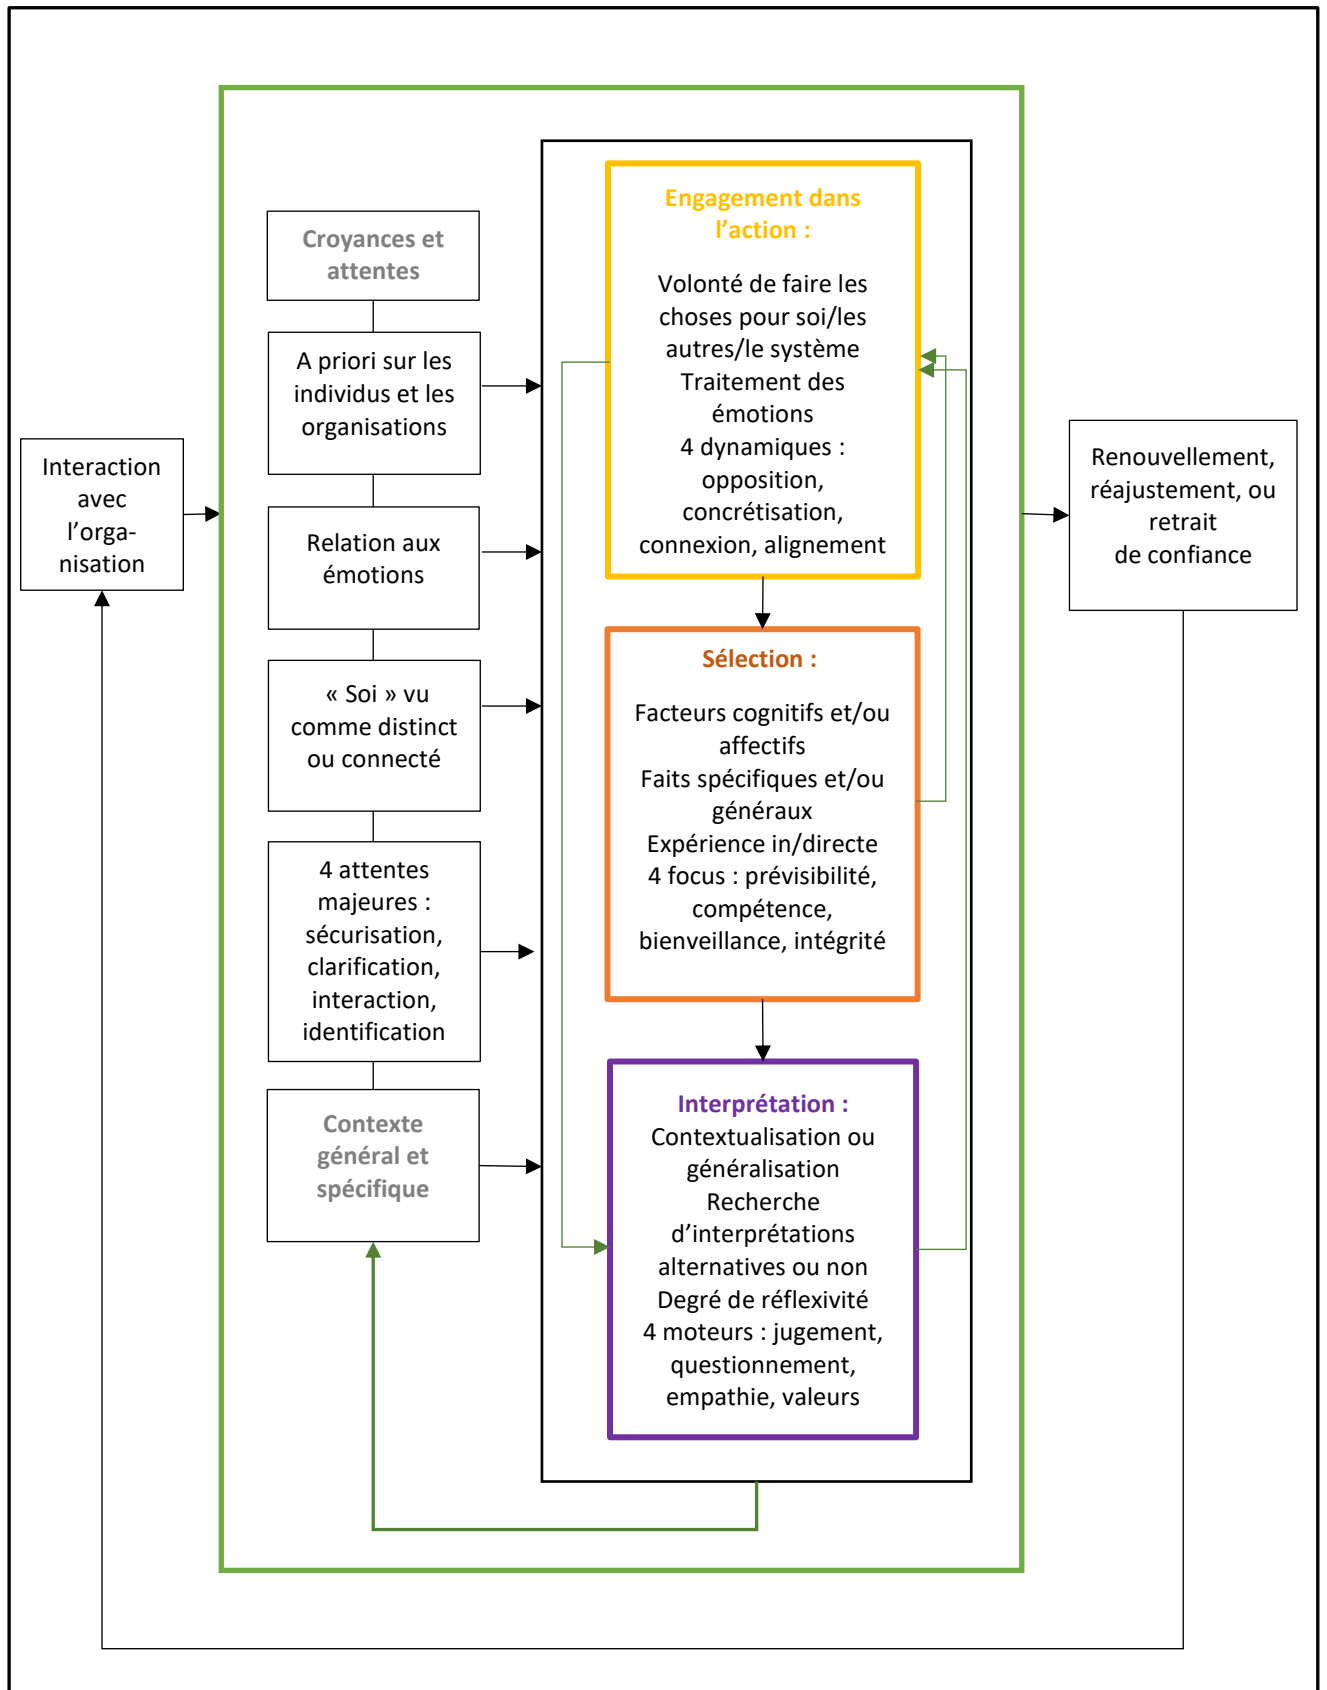 Interaction
avec
l’orga-
nisation
Croyances et
attentes
A priori sur les
individus et les
organisations
Relation aux
émotions
« Soi » vu
comme distinct
ou connecté
4 attentes
majeures :
sécurisation,
clarification,
interaction,
identification
Contexte
général et
spécifique
Engagement dans
l’action :
Volonté de faire les
choses pour soi/les
autres/le système
Traitement des
émotions
4 dynamiques :
opposition,
concrétisation,
connexion, alignement
Sélection :
Facteurs cognitifs et/ou
affectifs
Faits spécifiques et/ou
généraux
Expérience in/directe
4 focus : prévisibilité,
compétence,
bienveillance, intégrité
Interprétation :
Contextualisation ou
généralisation
Recherche
d’interprétations
alternatives ou non
Degré de réflexivité
4 moteurs : jugement,
questionnement,
empathie, valeurs
Renouvellement,
réajustement, ou
retrait
de confiance